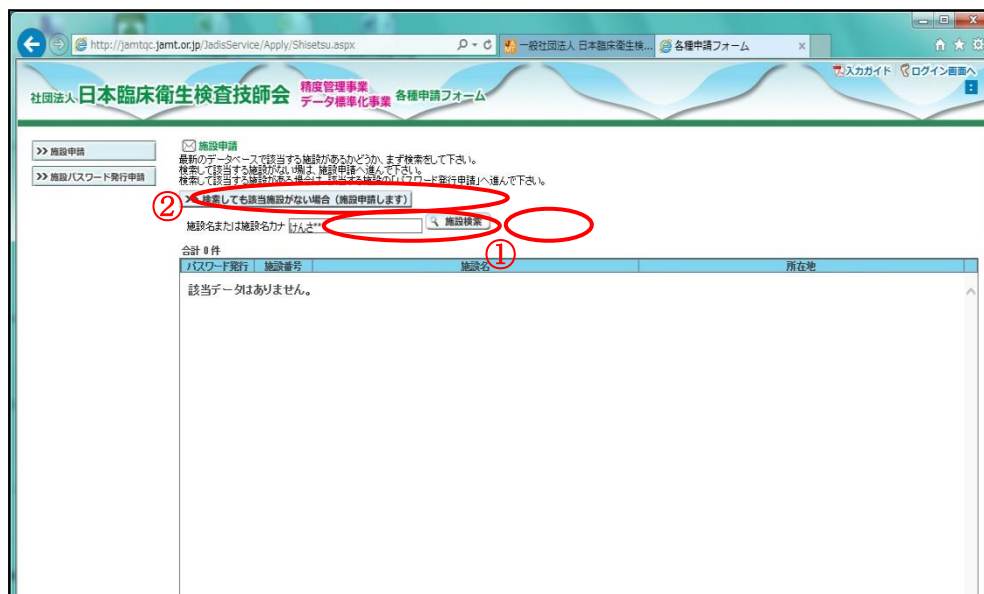 http://jamtqc.jamt.or.jp/JadisService/Apply/Shisetsu.aspx
一般社団法人 日本臨床衛生検...
各種申請フォーム
入力ガイド
ログイン画面へ
社団法人 日本臨床衛生検査技師会 精度管理事業 データ標準化事業 各種申請フォーム
>> 施設申請
>> 施設パスワード発行申請
施設申請
最新のデータベースで該当する施設があるかどうか、まず検索をして下さい。
検索して該当する施設がない場は、施設申請へ進んで下さい。
検索して該当する施設がある場合は、該当する施設の「パスワード発行申請」へ進んで下さい。
② >> 検索しても該当施設がない場合（施設申請します）
施設名または施設名カナ けんさ** 施設検索
①
合計 0 件
パスワード発行 施設番号 施設名 所在地
該当データはありません。